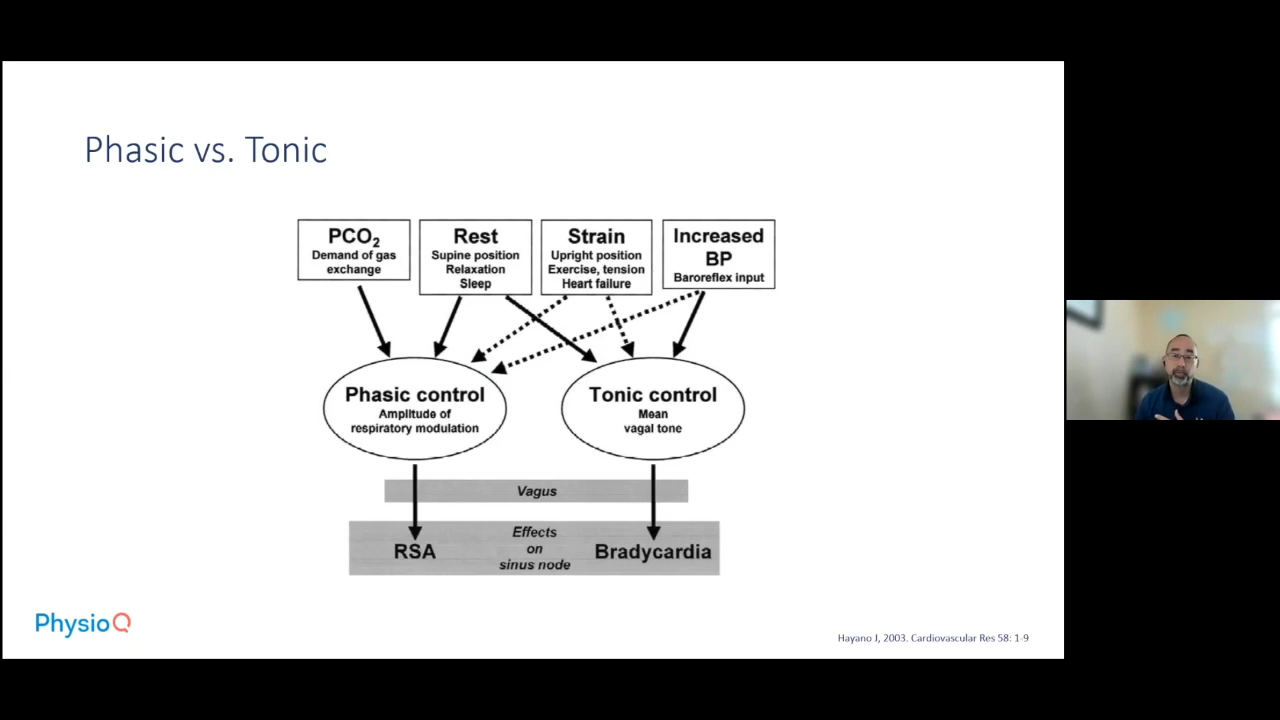 Phasic vs. Tonic
PCO₂
Demand of gas
exchange
Rest
Supine position
Relaxation
Sleep
Strain
Upright position
Exercise, tension
Heart failure
Increased
BP
Baroreflex input
Phasic control
Amplitude of
respiratory modulation
Tonic control
Mean
vagal tone
Vagus
RSA
Effects
on
sinus node
Bradycardia
PhysioQ
Hayano J, 2003. Cardiovascular Res 58: 1-9